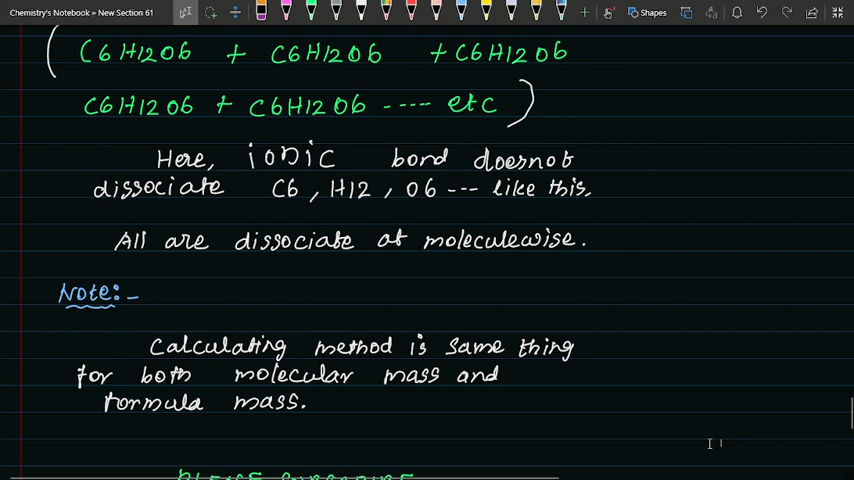 Chemistry's Notebook » New Section 61
Shapes
(C6H12O6 + C6H12O6 + C6H12O6
C6H12O6 + C6H12O6 ---- etc)
Here, ionic bond doesnot
dissociate C6, H12, O6 --- like this.
All are dissociate at moleculewise.
Note:-
Calculating method is same thing
for both molecular mass and
formula mass.
PLEASE SUBSCRIBE